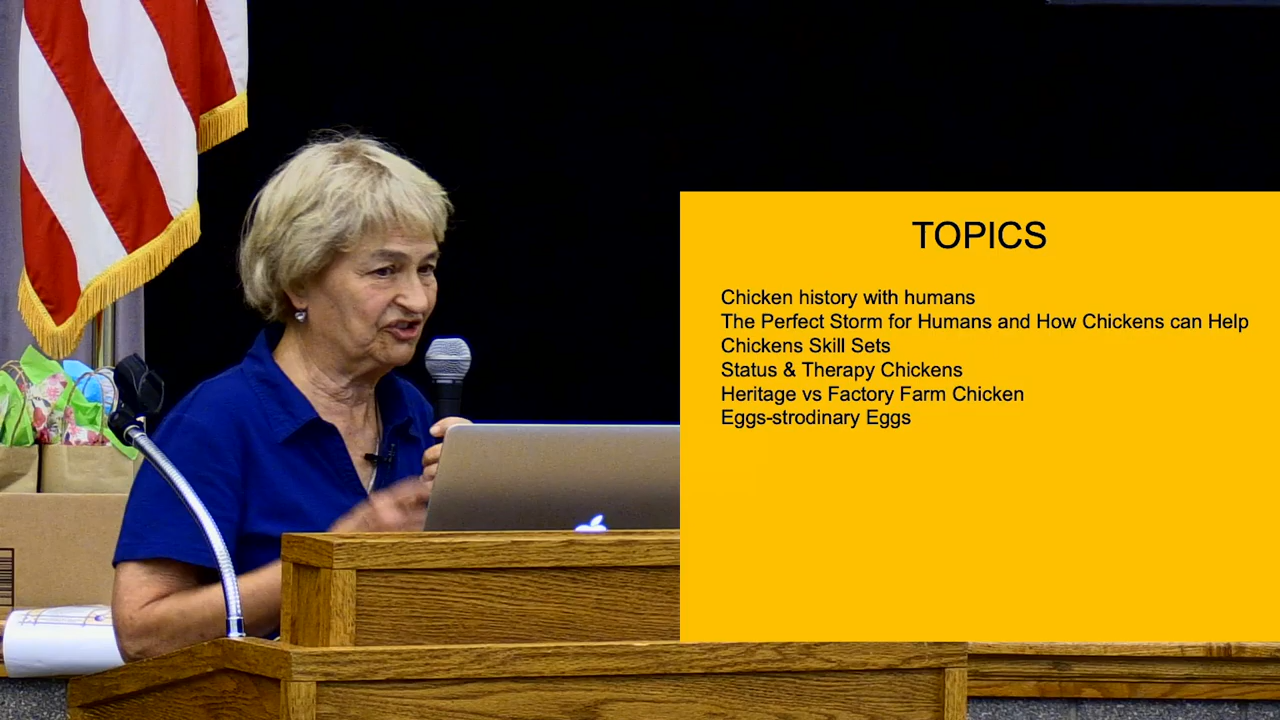 TOPICS
Chicken history with humans
The Perfect Storm for Humans and How Chickens can Help
Chickens Skill Sets
Status & Therapy Chickens
Heritage vs Factory Farm Chicken
Eggs-strodinary Eggs